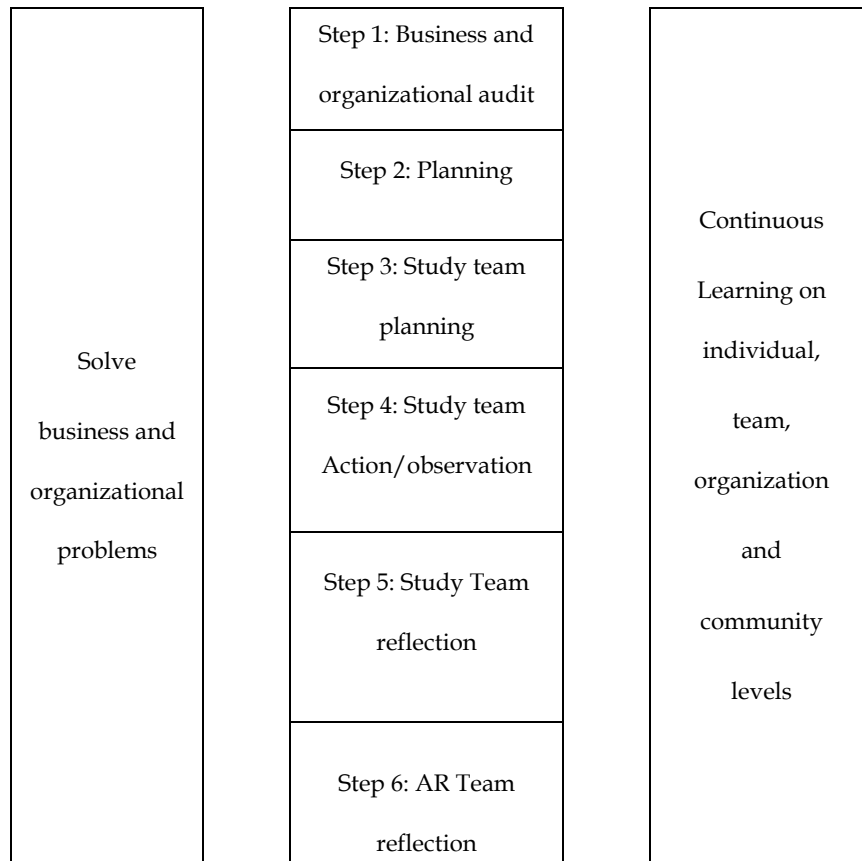 Solve
business and
organizational
problems
Step 1: Business and
organizational audit
Step 2: Planning
Step 3: Study team
planning
Step 4: Study team
Action/observation
Step 5: Study Team
reflection
Step 6: AR Team
reflection
Continuous
Learning on
individual,
team,
organization
and
community
levels